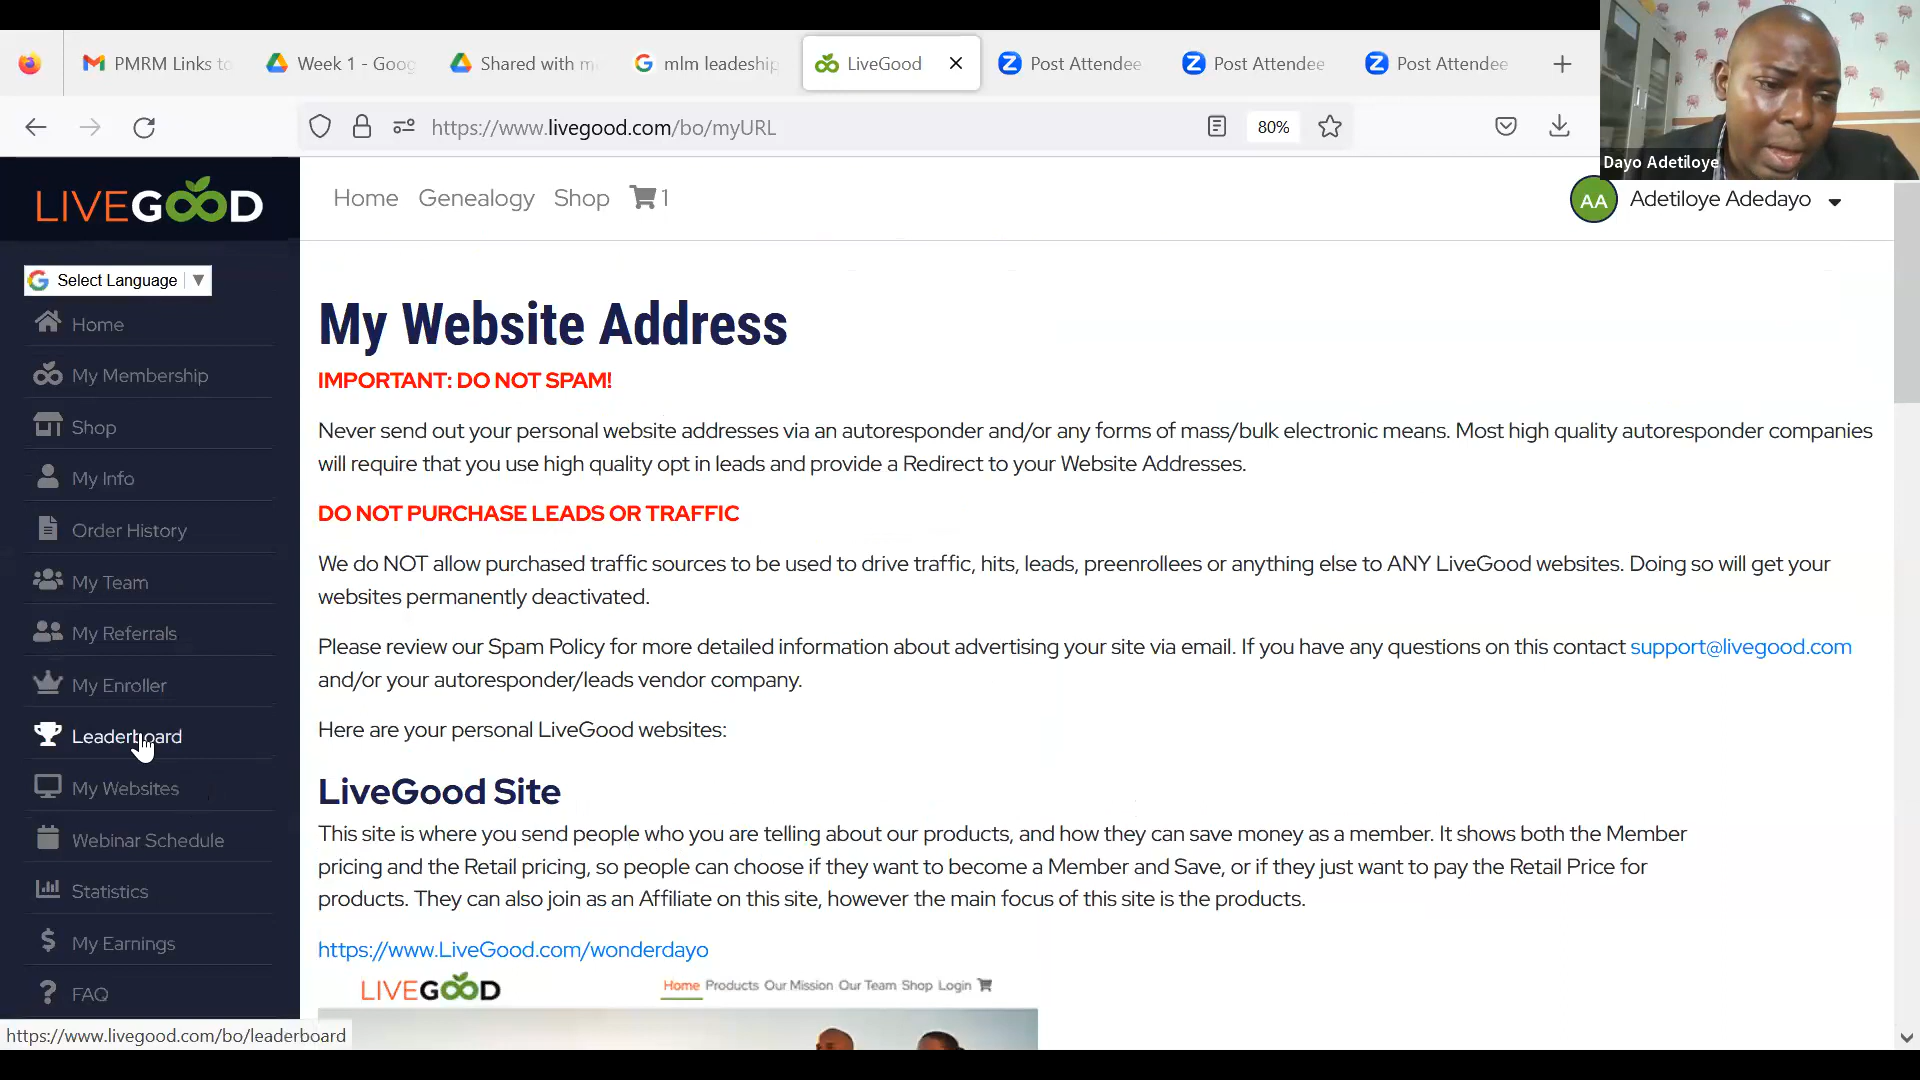 PMRM Links to
Week 1 - Goog
Shared with m
mlm leadeship
LiveGood
Post Attendee
Post Attendee
Post Attendee
https://www.livegood.com/bo/myURL
80%
Dayo Adetiloye
LIVEGOOD
Home
Genealogy
Shop
1
AA
Adetiloye Adedayo
Select Language
Home
My Membership
Shop
My Info
Order History
My Team
My Referrals
My Enroller
Leaderboard
My Websites
Webinar Schedule
Statistics
My Earnings
FAQ
https://www.livegood.com/bo/leaderboard
My Website Address
IMPORTANT: DO NOT SPAM!
Never send out your personal website addresses via an autoresponder and/or any forms of mass/bulk electronic means. Most high quality autoresponder companies
will require that you use high quality opt in leads and provide a Redirect to your Website Addresses.
DO NOT PURCHASE LEADS OR TRAFFIC
We do NOT allow purchased traffic sources to be used to drive traffic, hits, leads, preenrollees or anything else to ANY LiveGood websites. Doing so will get your
websites permanently deactivated.
Please review our Spam Policy for more detailed information about advertising your site via email. If you have any questions on this contact support@livegood.com
and/or your autoresponder/leads vendor company.
Here are your personal LiveGood websites:
LiveGood Site
This site is where you send people who you are telling about our products, and how they can save money as a member. It shows both the Member
pricing and the Retail pricing, so people can choose if they want to become a Member and Save, or if they just want to pay the Retail Price for
products. They can also join as an Affiliate on this site, however the main focus of this site is the products.
https://www.LiveGood.com/wonderdayo
LIVEGOOD
Home Products Our Mission Our Team Shop Login